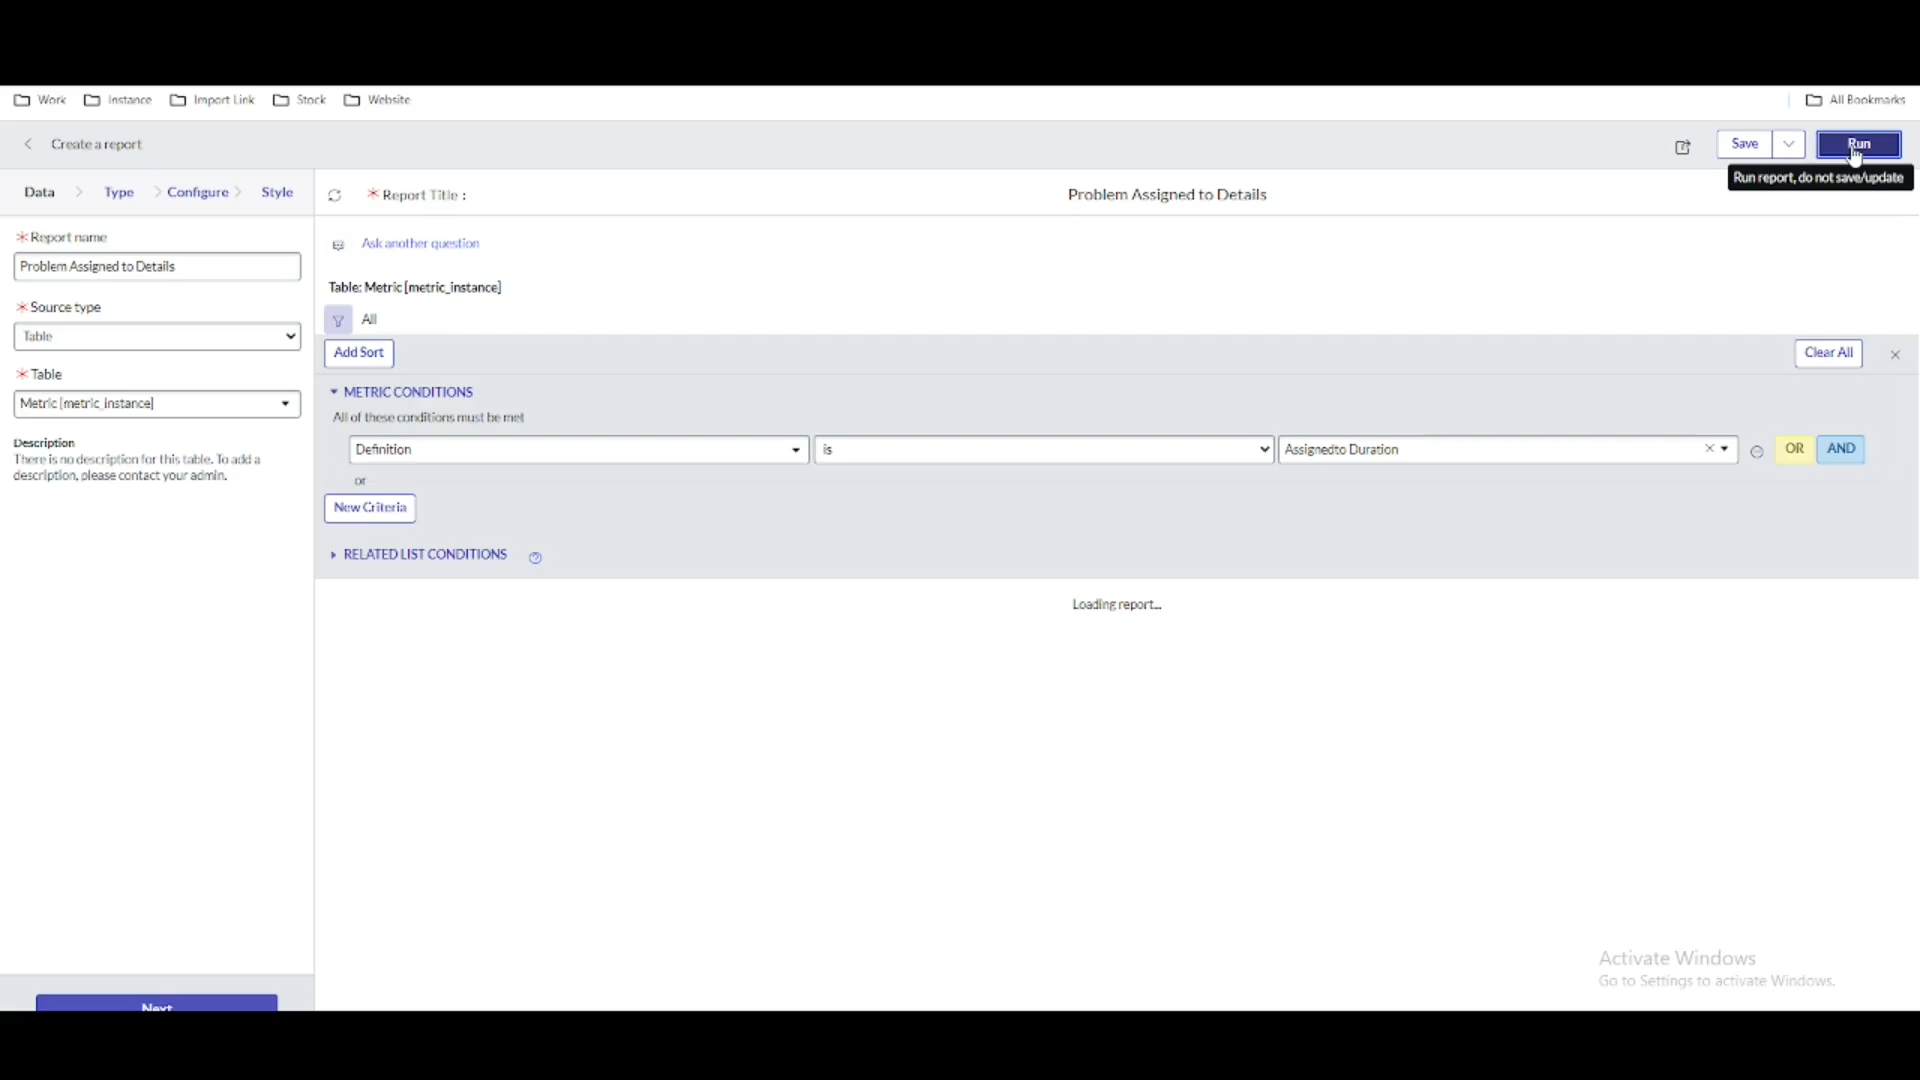 Work Instance Import Link Stock Website All Bookmarks
Create a report Save Run
Run report, do not save/update
Data Type Configure Style
* Report Title : Problem Assigned to Details
* Report name
Problem Assigned to Details
* Source type
Table
* Table
Metric [metric_instance]
Description
There is no description for this table. To add a
description, please contact your admin.
Next
Ask another question
Table: Metric [metric_instance]
All
Add Sort Clear All
METRIC CONDITIONS
All of these conditions must be met
Definition is Assignedto Duration OR AND
or
New Criteria
RELATED LIST CONDITIONS
Loading report...
Activate Windows
Go to Settings to activate Windows.